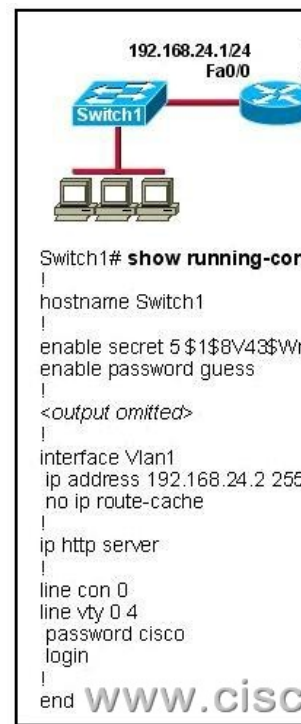 192.168.24.1/24
Fa0/0
Switch1
Switch1# show running-con
!
hostname Switch1
!
enable secret 5 $1$8V43$Wr
enable password guess
!
<output omitted>
!
interface Vlan1
ip address 192.168.24.2 255
no ip route-cache
!
ip http server
!
line con 0
line vty 0 4
password cisco
login
!
end
www.cisc